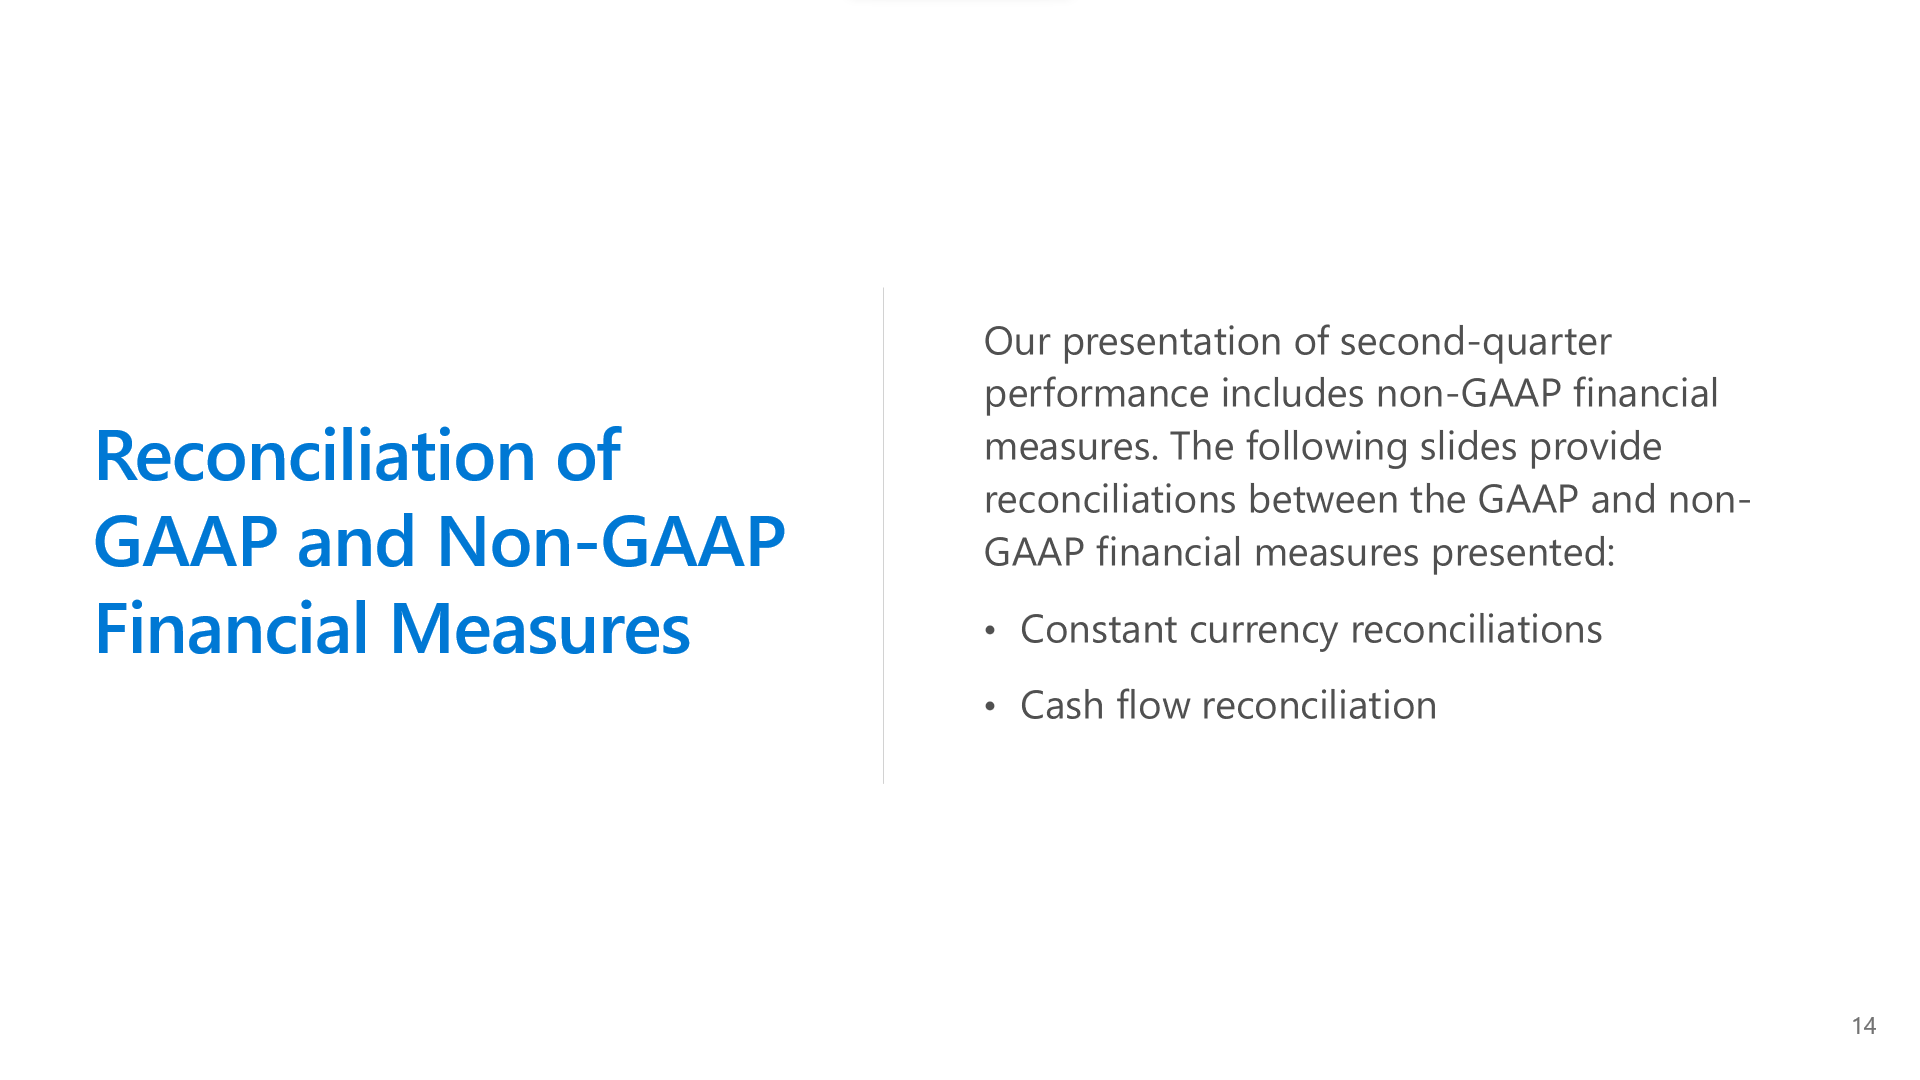 Reconciliation of
GAAP and Non-GAAP
Financial Measures
Our presentation of second-quarter
performance includes non-GAAP financial
measures. The following slides provide
reconciliations between the GAAP and non-
GAAP financial measures presented:
• Constant currency reconciliations
• Cash flow reconciliation
14